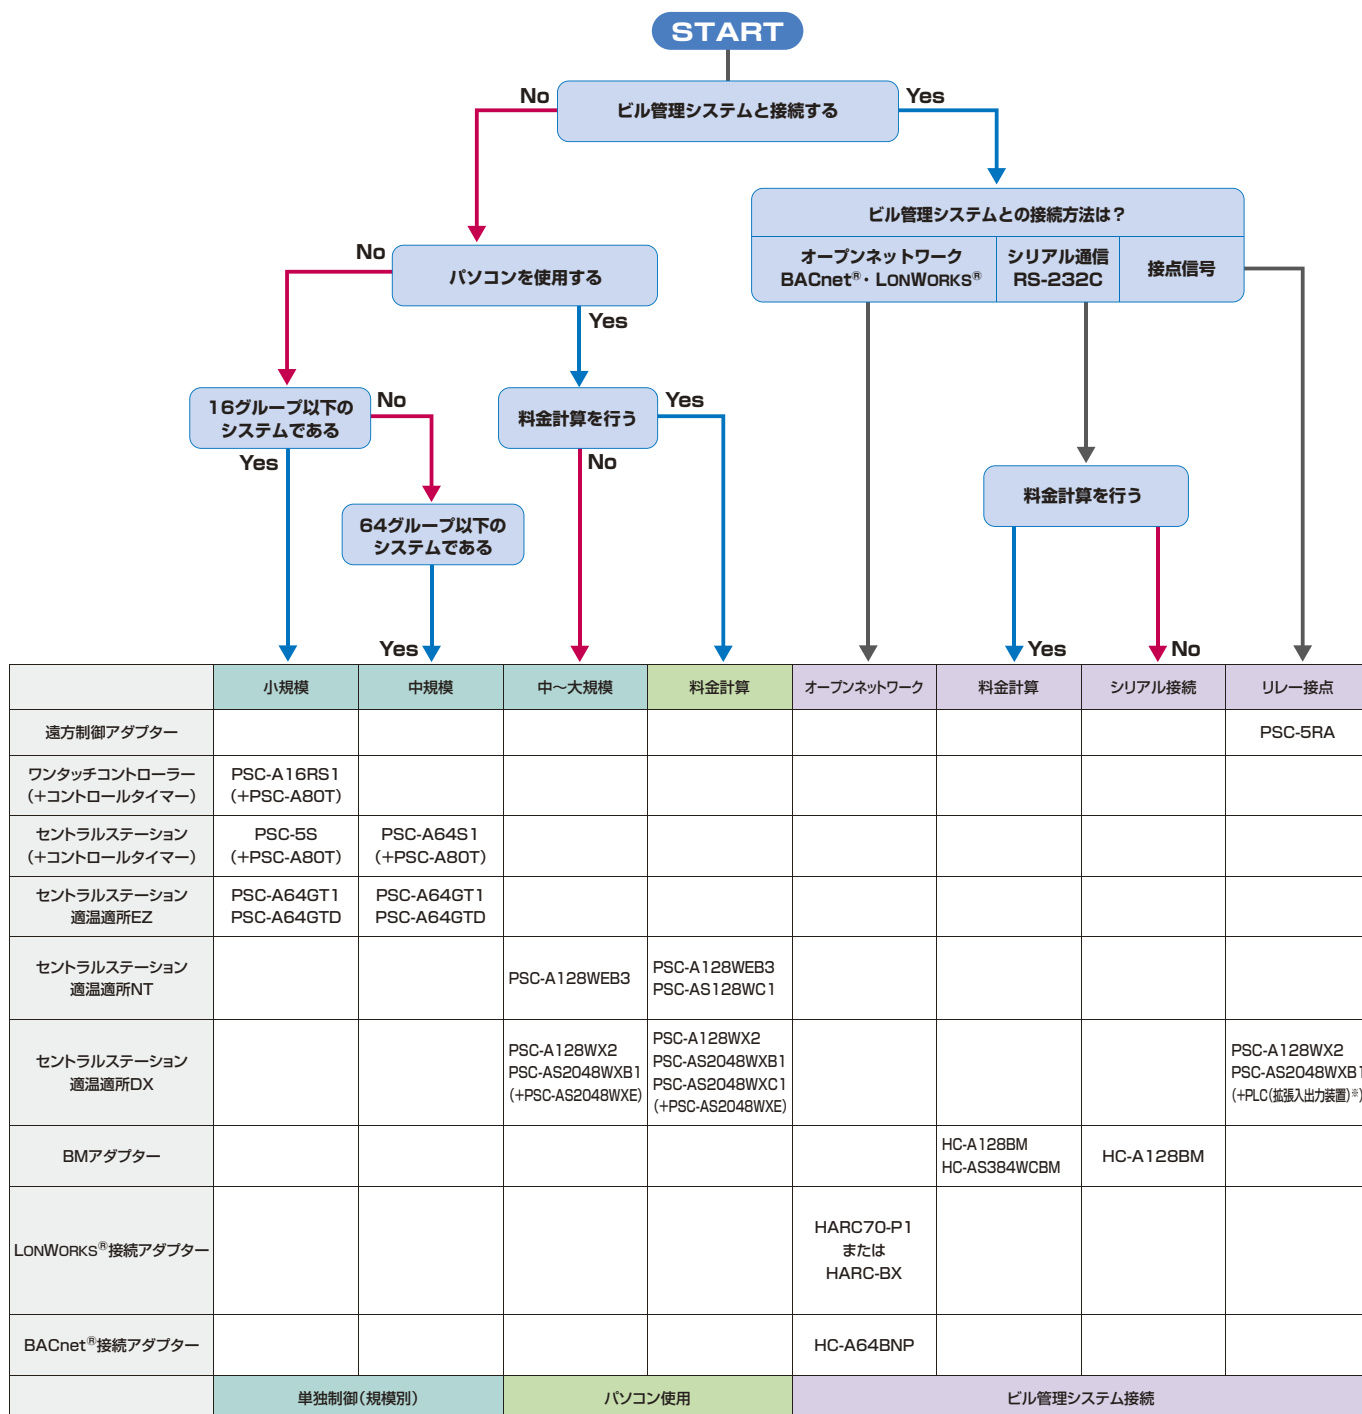 START
No
Yes
ビル管理システムと接続する
ビル管理システムとの接続方法は？
オープンネットワーク
BACnet®・LONWORKS®
シリアル通信
RS-232C
接点信号
No
パソコンを使用する
Yes
16グループ以下の
システムである
No
Yes
料金計算を行う
Yes
No
64グループ以下の
システムである
Yes
料金計算を行う
Yes
No
小規模
中規模
中〜大規模
料金計算
オープンネットワーク
料金計算
シリアル接続
リレー接点
遠方制御アダプター
PSC-5RA
ワンタッチコントローラー
（＋コントロールタイマー）
PSC-A16RS1
（+PSC-A80T）
セントラルステーション
（＋コントロールタイマー）
PSC-5S
（+PSC-A80T）
PSC-A64S1
（+PSC-A80T）
セントラルステーション
適温適所EZ
PSC-A64GT1
PSC-A64GTD
PSC-A64GT1
PSC-A64GTD
セントラルステーション
適温適所NT
PSC-A128WEB3
PSC-A128WEB3
PSC-AS128WC1
セントラルステーション
適温適所DX
PSC-A128WX2
PSC-AS2048WXB1
（+PSC-AS2048WXE）
PSC-A128WX2
PSC-AS2048WXB1
PSC-AS2048WXC1
（+PSC-AS2048WXE）
PSC-A128WX2
PSC-AS2048WXB1
（+PLC（拡張入出力装置）※）
BMアダプター
HC-A128BM
HC-AS384WCBM
HC-A128BM
LONWORKS®接続アダプター
HARC70-P1
または
HARC-BX
BACnet®接続アダプター
HC-A64BNP
単独制御（規模別）
パソコン使用
ビル管理システム接続